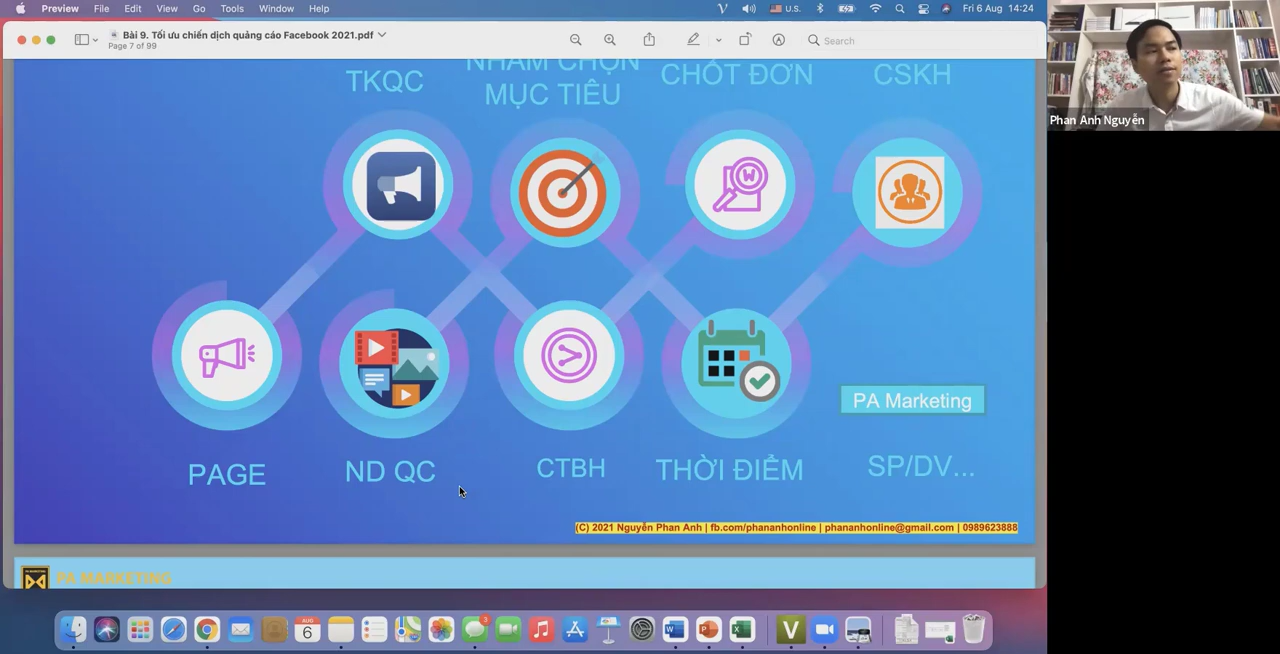 Preview File Edit View Go Tools Window Help
U.S. Fri 6 Aug 14:24
Bài 9. Tối ưu chiến dịch quảng cáo Facebook 2021.pdf
Page 7 of 99
Search
Phan Anh Nguyễn
TKQC
NHẮM CHỌN
MỤC TIÊU
CHỐT ĐƠN
CSKH
W
PA Marketing
PAGE
ND QC
CTBH
THỜI ĐIỂM
SP/DV...
(C) 2021 Nguyễn Phan Anh | fb.com/phananhonline | phananhonline@gmail.com | 0989623888
PA MARKETING
3
AUG
6
W
P
X
V